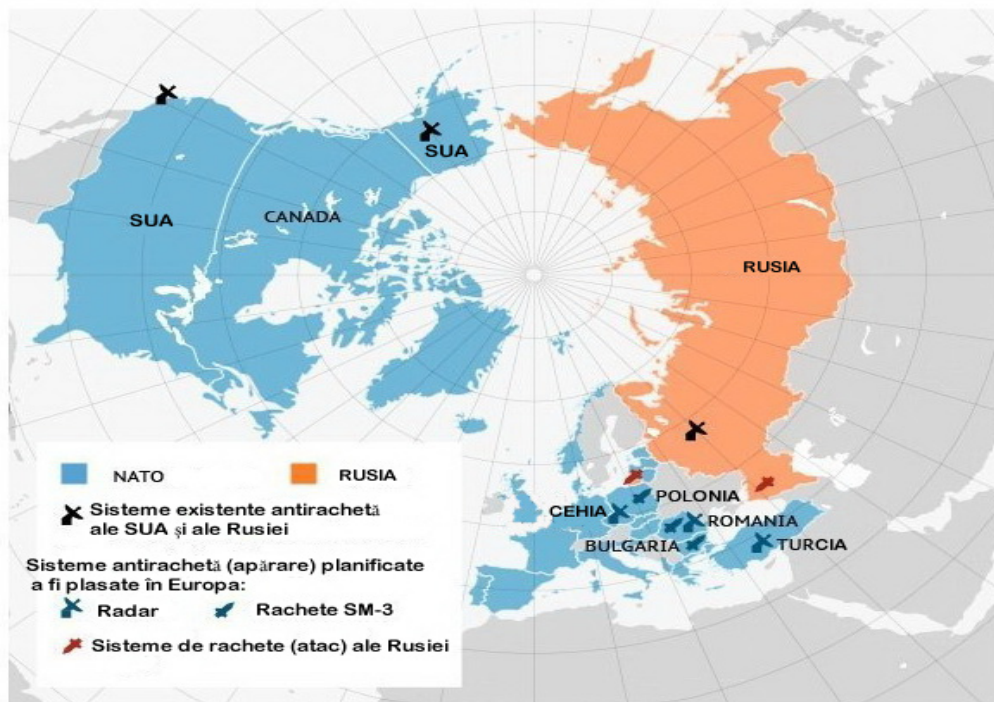 SUA
SUA
CANADA
RUSIA
NATO
RUSIA
Sisteme existente antirachetă
ale SUA și ale Rusiei
Sisteme antirachetă (apărare) planificate
a fi plasate în Europa:
Radar
Rachete SM-3
Sisteme de rachete (atac) ale Rusiei
POLONIA
CEHIA
ROMANIA
BULGARIA
TURCIA